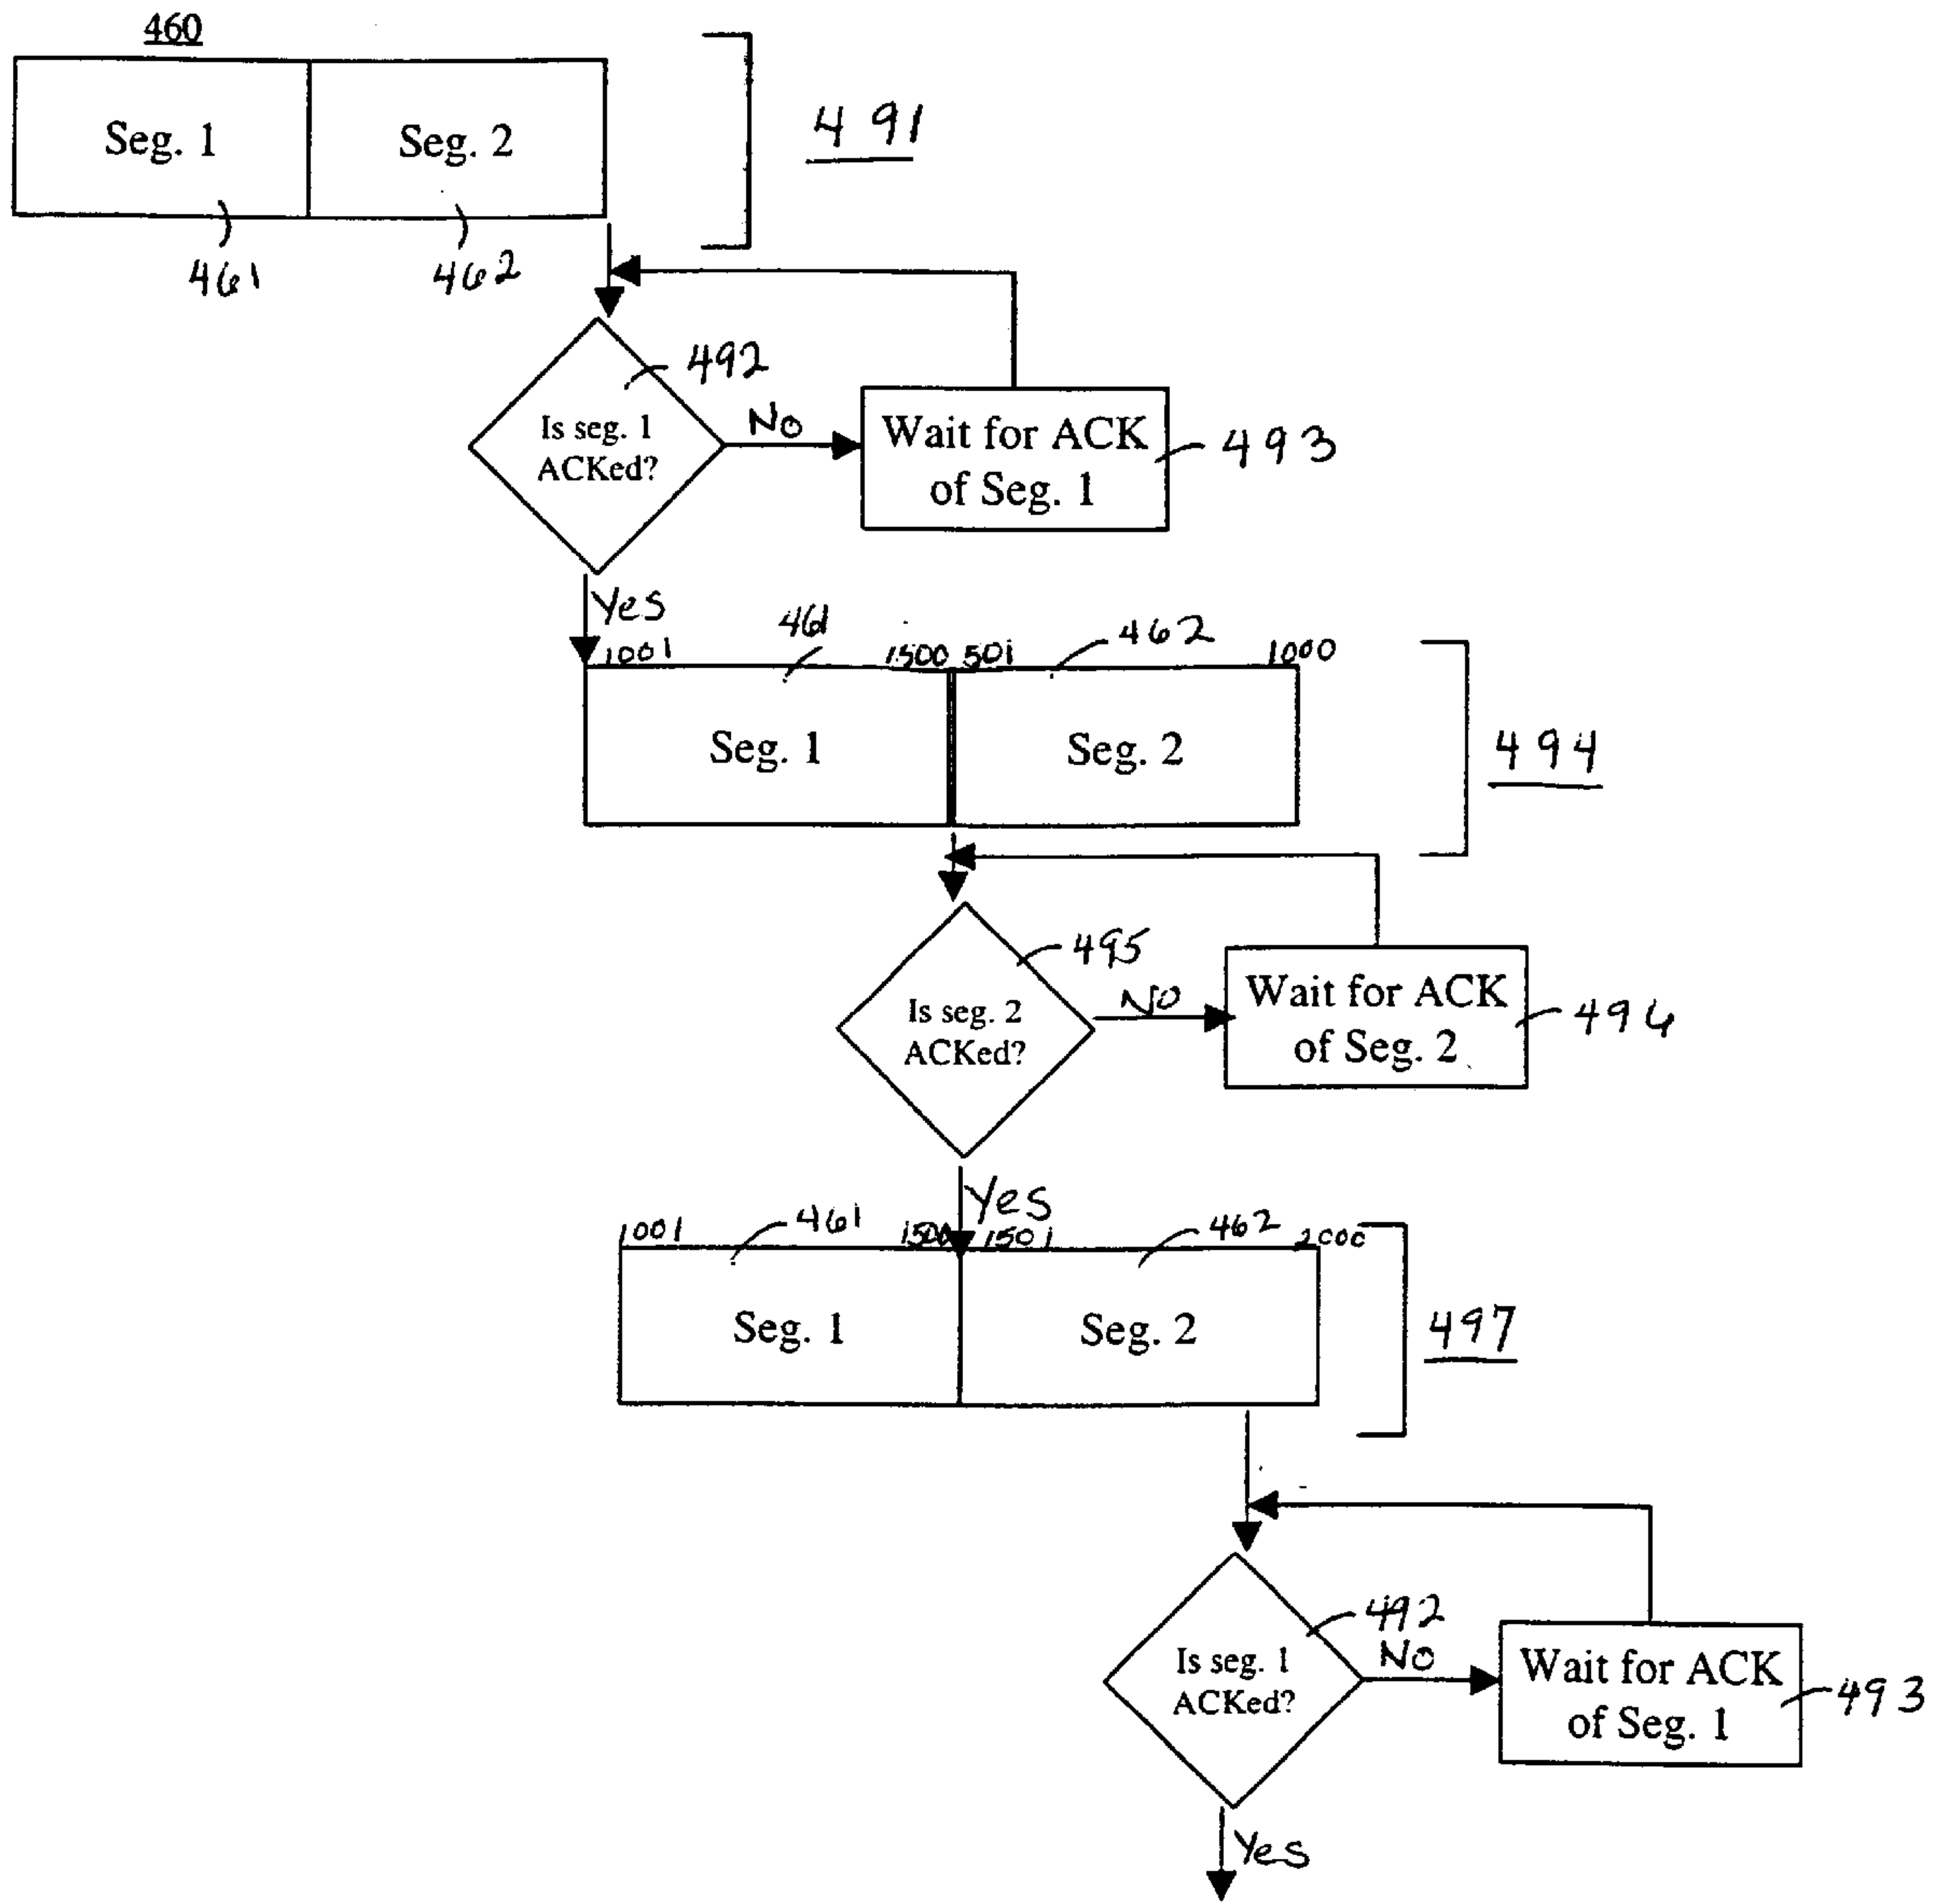 460
Seg. 1
Seg. 2
491
461
462
492
Is seg. 1
ACKed?
No
Wait for ACK
of Seg. 1
493
Yes
1001
461
1500
501
462
1000
Seg. 1
Seg. 2
494
495
Is seg. 2
ACKed?
No
Wait for ACK
of Seg. 2
496
Yes
1001
461
1500
1501
462
2000
Seg. 1
Seg. 2
497
492
Is seg. 1
ACKed?
No
Wait for ACK
of Seg. 1
493
Yes